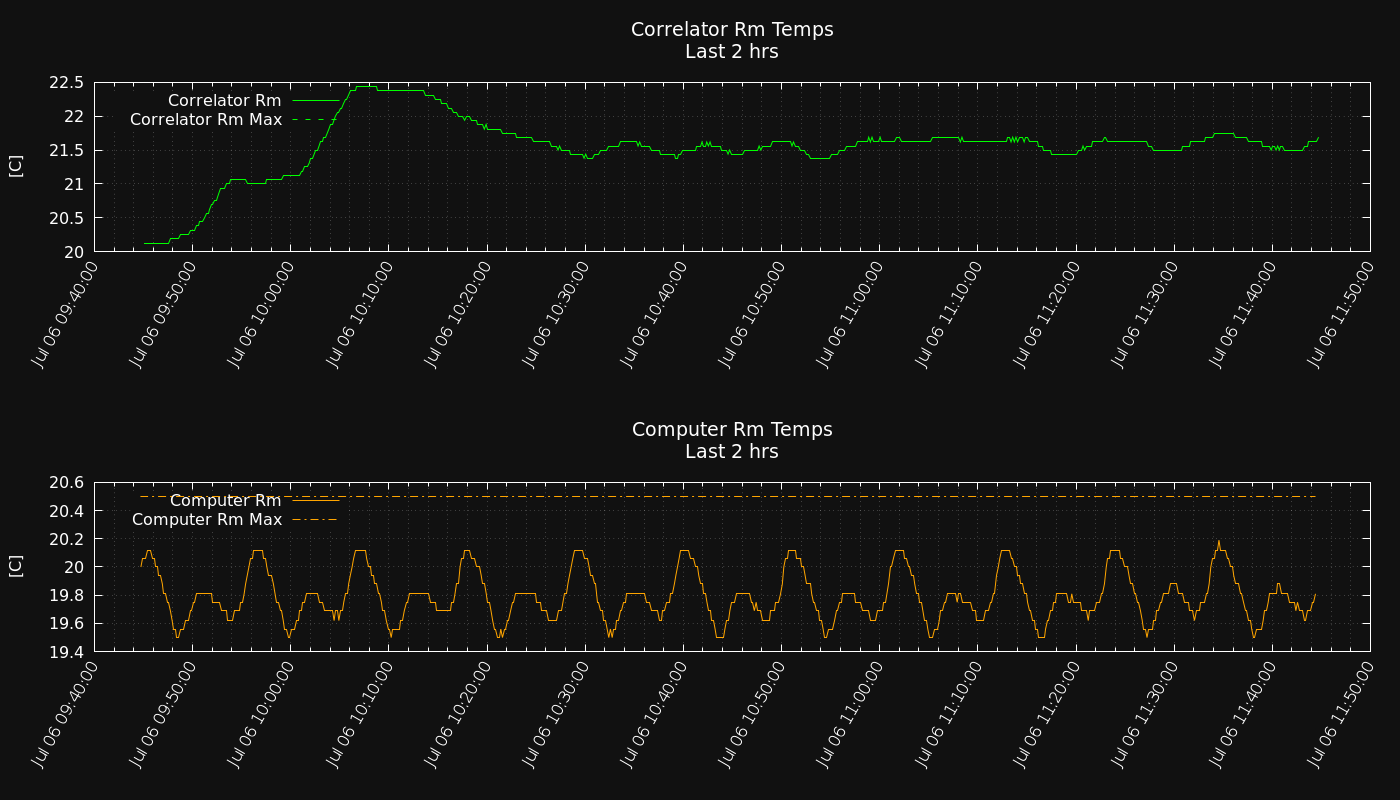 Correlator Rm Temps
Last 2 hrs
22.5
22
21.5
21
20.5
20
[C]
Correlator Rm
Correlator Rm Max
Jul 06 09:40:00
Jul 06 09:50:00
Jul 06 10:00:00
Jul 06 10:10:00
Jul 06 10:20:00
Jul 06 10:30:00
Jul 06 10:40:00
Jul 06 10:50:00
Jul 06 11:00:00
Jul 06 11:10:00
Jul 06 11:20:00
Jul 06 11:30:00
Jul 06 11:40:00
Jul 06 11:50:00
Computer Rm Temps
Last 2 hrs
20.6
20.4
20.2
20
19.8
19.6
19.4
[C]
Computer Rm
Computer Rm Max
Jul 06 09:40:00
Jul 06 09:50:00
Jul 06 10:00:00
Jul 06 10:10:00
Jul 06 10:20:00
Jul 06 10:30:00
Jul 06 10:40:00
Jul 06 10:50:00
Jul 06 11:00:00
Jul 06 11:10:00
Jul 06 11:20:00
Jul 06 11:30:00
Jul 06 11:40:00
Jul 06 11:50:00